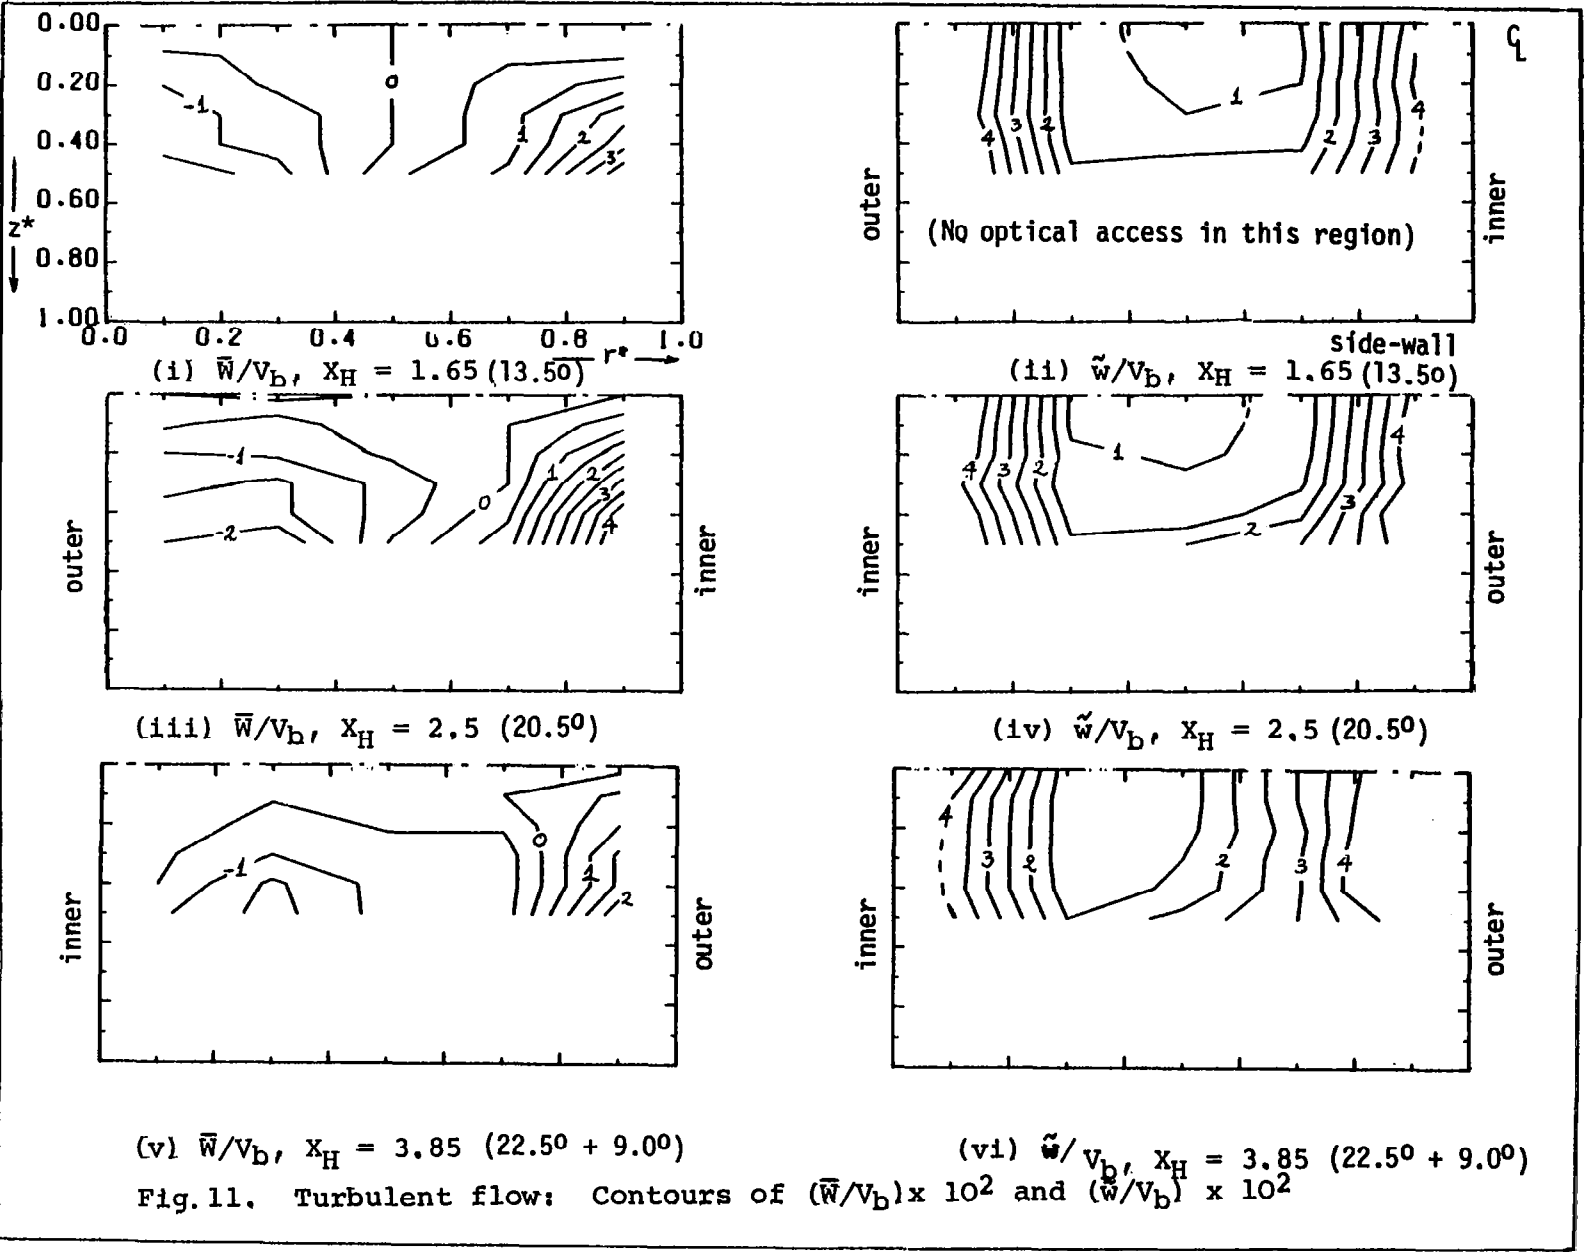 0.00
0.20
0.40
0.60
z*
0.80
1.00
0.0 0.2 0.4 0.6 0.8 1.0
r* 
-1
0
1
2
3
(i) W̅/Vb, XH = 1.65 (13.5o)
outer
4 3 2
1
2 3 4
(No optical access in this region)
inner
℄
side-wall
(ii) w̃/Vb, XH = 1.65 (13.5o)
outer
-1
-2
0
1
2
3
4
inner
(iii) W̅/Vb, XH = 2.5 (20.5o)
inner
4 3 2
1
2
3
4
outer
(iv) w̃/Vb, XH = 2.5 (20.5o)
inner
-1
0
1
2
outer
(v) W̅/Vb, XH = 3.85 (22.5o + 9.0o)
inner
4
3 2
2 3 4
outer
(vi) w̃/Vb, XH = 3.85 (22.5o + 9.0o)
Fig.11. Turbulent flow: Contours of (W̅/Vb)x 10² and (w̃/Vb) x 10²